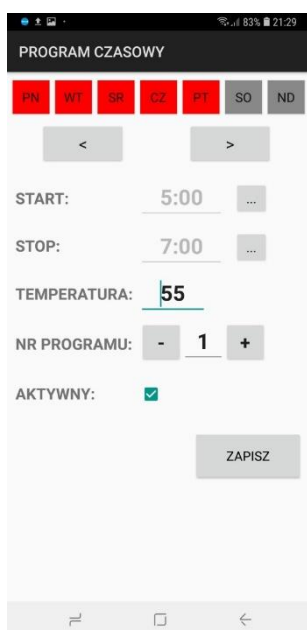 83% 21:29
PROGRAM CZASOWY
PN WT SR CZ PT SO ND
< >
START: 5:00 ...
STOP: 7:00 ...
TEMPERATURA: 55
NR PROGRAMU: - 1 +
AKTYWNY:
ZAPISZ